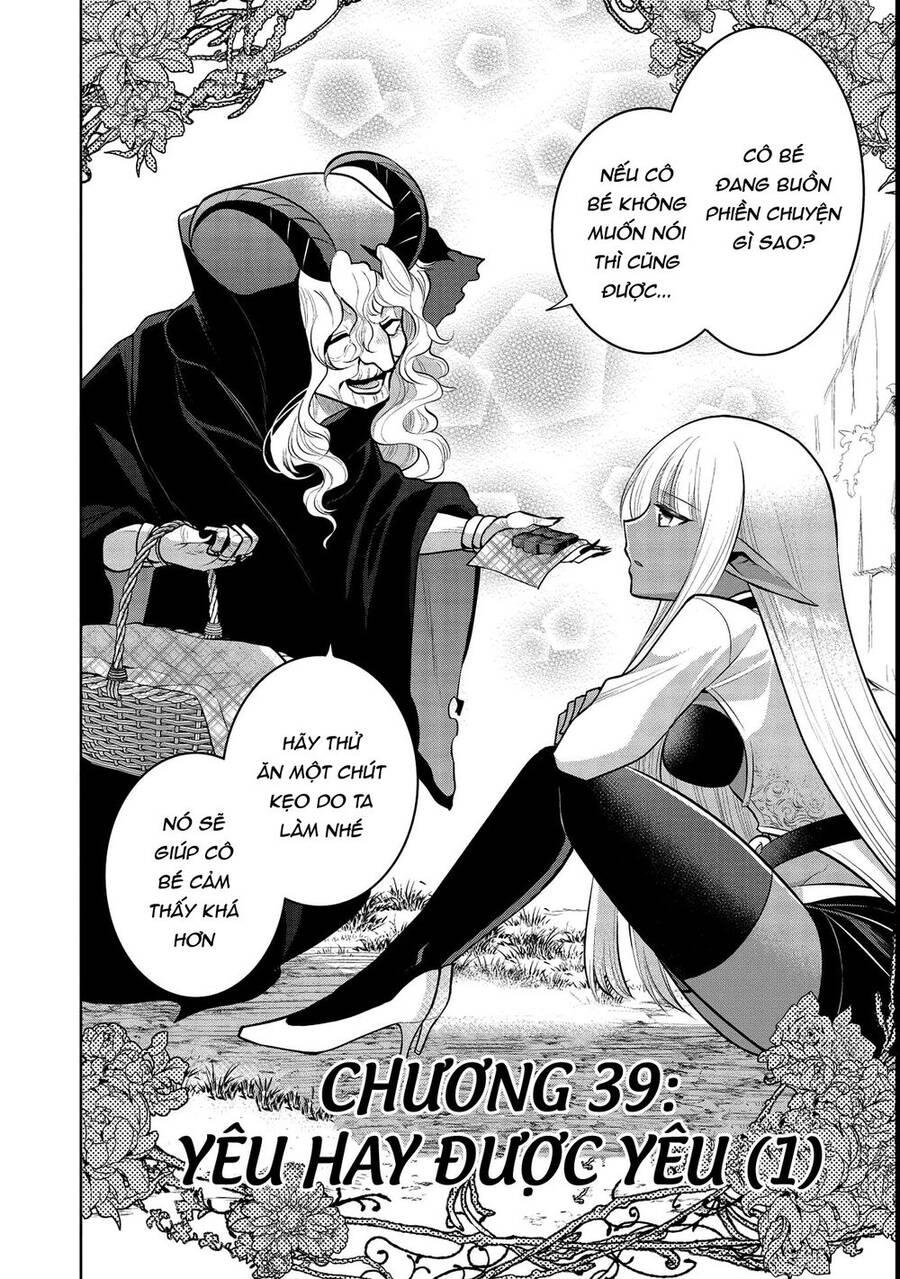 CÔ BÉ
ĐANG BUỒN
PHIỀN CHUYỆN
GÌ SAO?
NẾU CÔ
BÉ KHÔNG
MUỐN NÓI
THÌ CŨNG
ĐƯỢC...
HÃY THỬ
ĂN MỘT CHÚT
KẸO DO TA
LÀM NHÉ
NÓ SẼ
GIÚP CÔ
BÉ CẢM
THẤY KHÁ
HƠN
CHƯƠNG 39:
YÊU HAY ĐƯỢC YÊU (1)